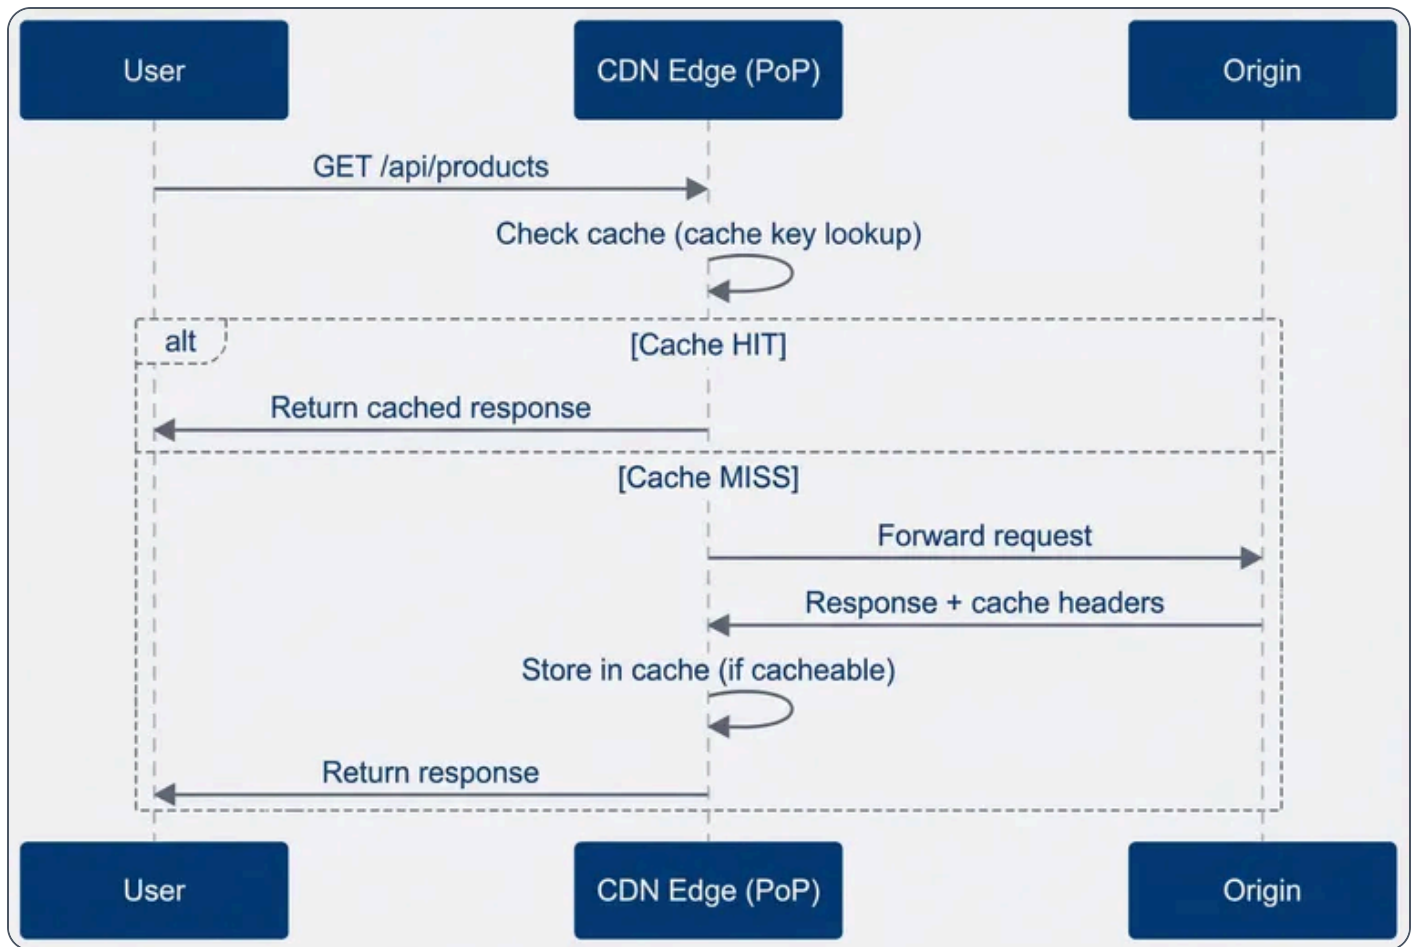 User
CDN Edge (PoP)
Origin
GET /api/products
Check cache (cache key lookup)
alt
[Cache HIT]
Return cached response
[Cache MISS]
Forward request
Response + cache headers
Store in cache (if cacheable)
Return response
User
CDN Edge (PoP)
Origin